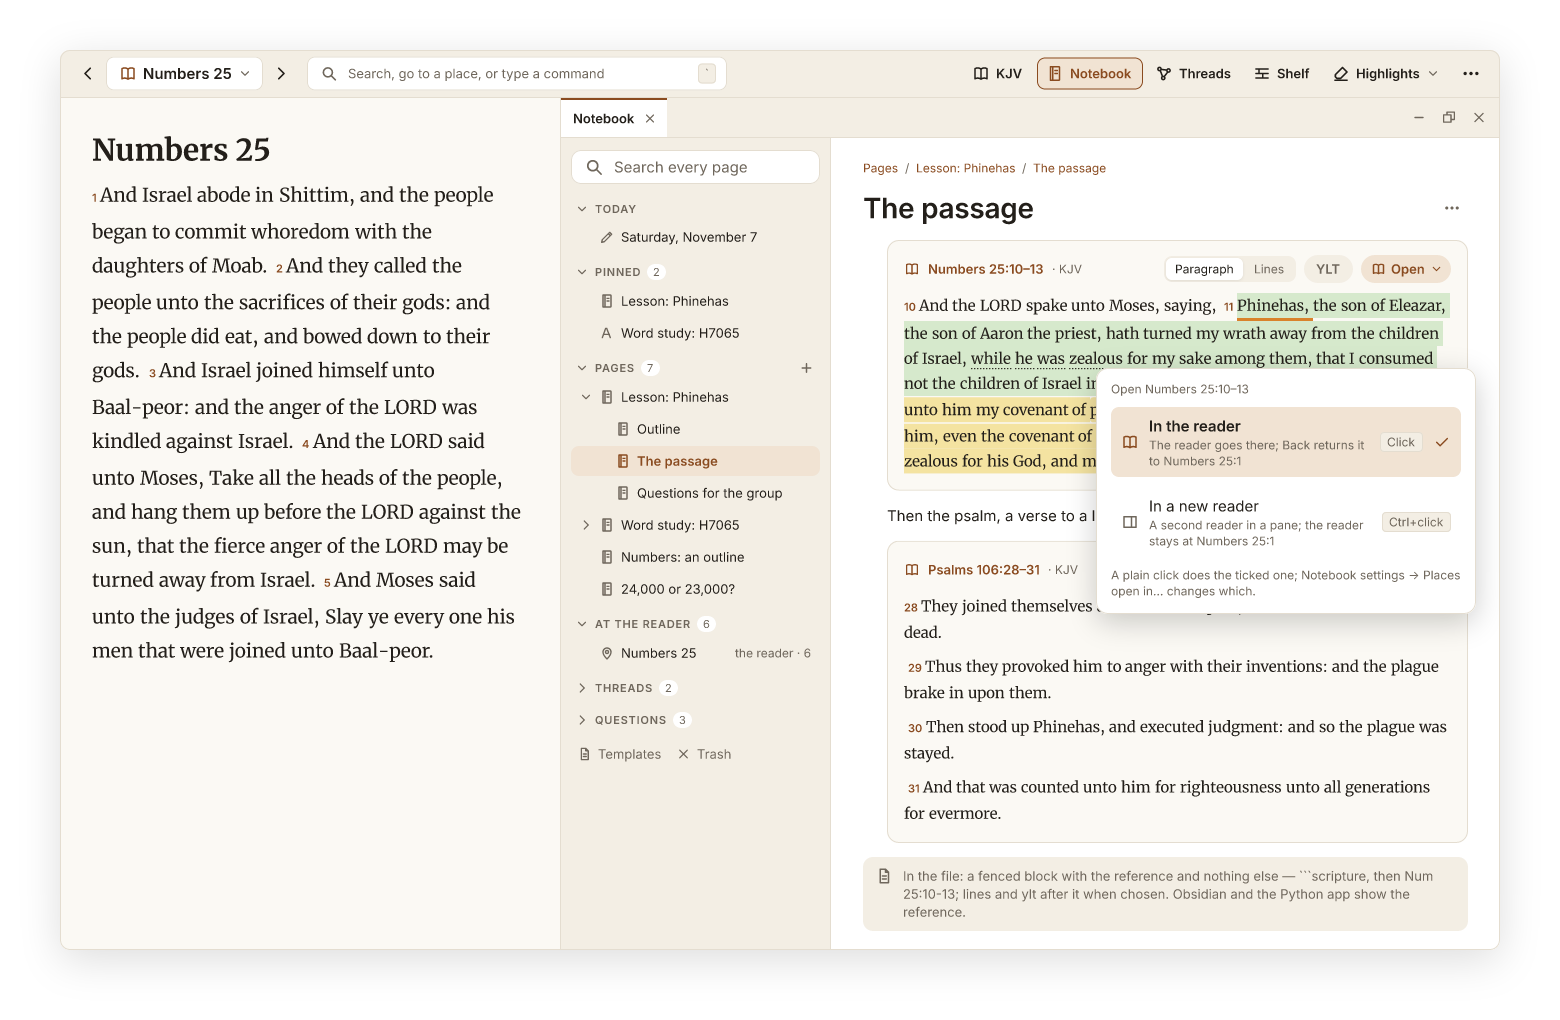 Numbers 25
Search, go to a place, or type a command
`
KJV
Notebook
Threads
Shelf
Highlights
Numbers 25
1 And Israel abode in Shittim, and the people
began to commit whoredom with the
daughters of Moab. 2 And they called the
people unto the sacrifices of their gods: and
the people did eat, and bowed down to their
gods. 3 And Israel joined himself unto
Baal-peor: and the anger of the LORD was
kindled against Israel. 4 And the LORD said
unto Moses, Take all the heads of the people,
and hang them up before the LORD against the
sun, that the fierce anger of the LORD may be
turned away from Israel. 5 And Moses said
unto the judges of Israel, Slay ye every one his
men that were joined unto Baal-peor.
Notebook
Search every page
TODAY
Saturday, November 7
PINNED 2
Lesson: Phinehas
Word study: H7065
PAGES 7
Lesson: Phinehas
Outline
The passage
Questions for the group
Word study: H7065
Numbers: an outline
24,000 or 23,000?
AT THE READER 6
Numbers 25 the reader · 6
THREADS 2
QUESTIONS 3
Templates
Trash
Pages / Lesson: Phinehas / The passage
The passage
Numbers 25:10–13 · KJV
Paragraph
Lines
YLT
Open
10 And the LORD spake unto Moses, saying, 11 Phinehas, the son of Eleazar,
the son of Aaron the priest, hath turned my wrath away from the children
of Israel, while he was zealous for my sake among them, that I consumed
not the children of Israel
unto him my covenant of
him, even the covenant of
zealous for his God, and
Open Numbers 25:10–13
In the reader
The reader goes there; Back returns it
to Numbers 25:1
Click
In a new reader
A second reader in a pane; the reader
stays at Numbers 25:1
Ctrl+click
A plain click does the ticked one; Notebook settings → Places
open in… changes which.
Then the psalm, a verse to a
Psalms 106:28–31 · KJV
28 They joined themselves
dead.
29 Thus they provoked him to anger with their inventions: and the plague
brake in upon them.
30 Then stood up Phinehas, and executed judgment: and so the plague was
stayed.
31 And that was counted unto him for righteousness unto all generations
for evermore.
In the file: a fenced block with the reference and nothing else — ```scripture, then Num
25:10-13; lines and ylt after it when chosen. Obsidian and the Python app show the
reference.